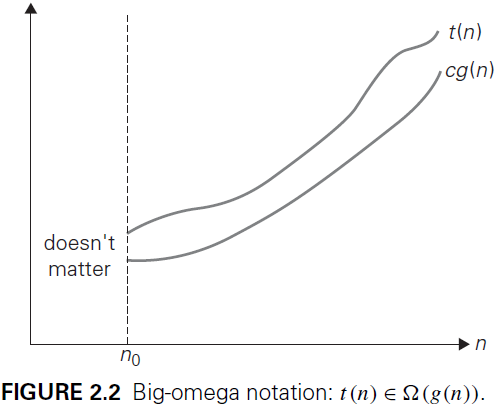 t(n)
cg(n)
doesn't
matter
n
n₀
FIGURE 2.2 Big-omega notation: t(n) ∈ Ω(g(n)).